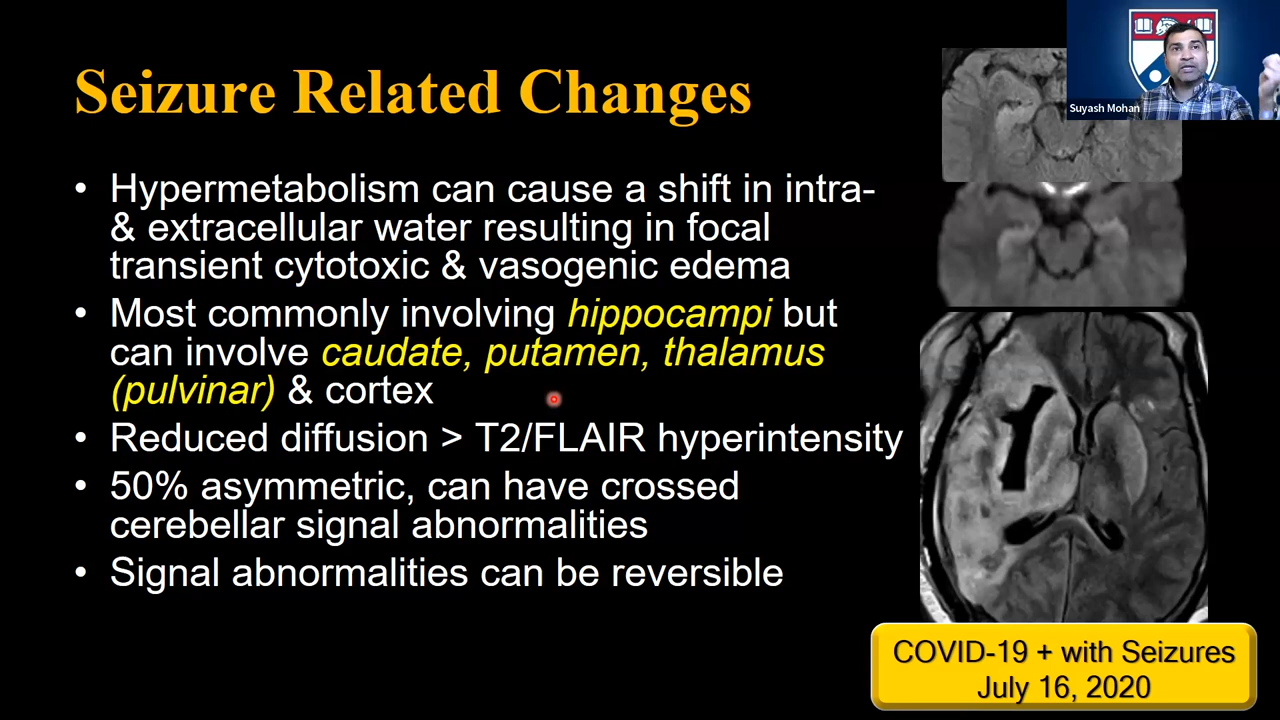 Seizure Related Changes
Suyash Mohan
• Hypermetabolism can cause a shift in intra-
& extracellular water resulting in focal
transient cytotoxic & vasogenic edema
• Most commonly involving hippocampi but
can involve caudate, putamen, thalamus
(pulvinar) & cortex
• Reduced diffusion > T2/FLAIR hyperintensity
• 50% asymmetric, can have crossed
cerebellar signal abnormalities
• Signal abnormalities can be reversible
COVID-19 + with Seizures
July 16, 2020